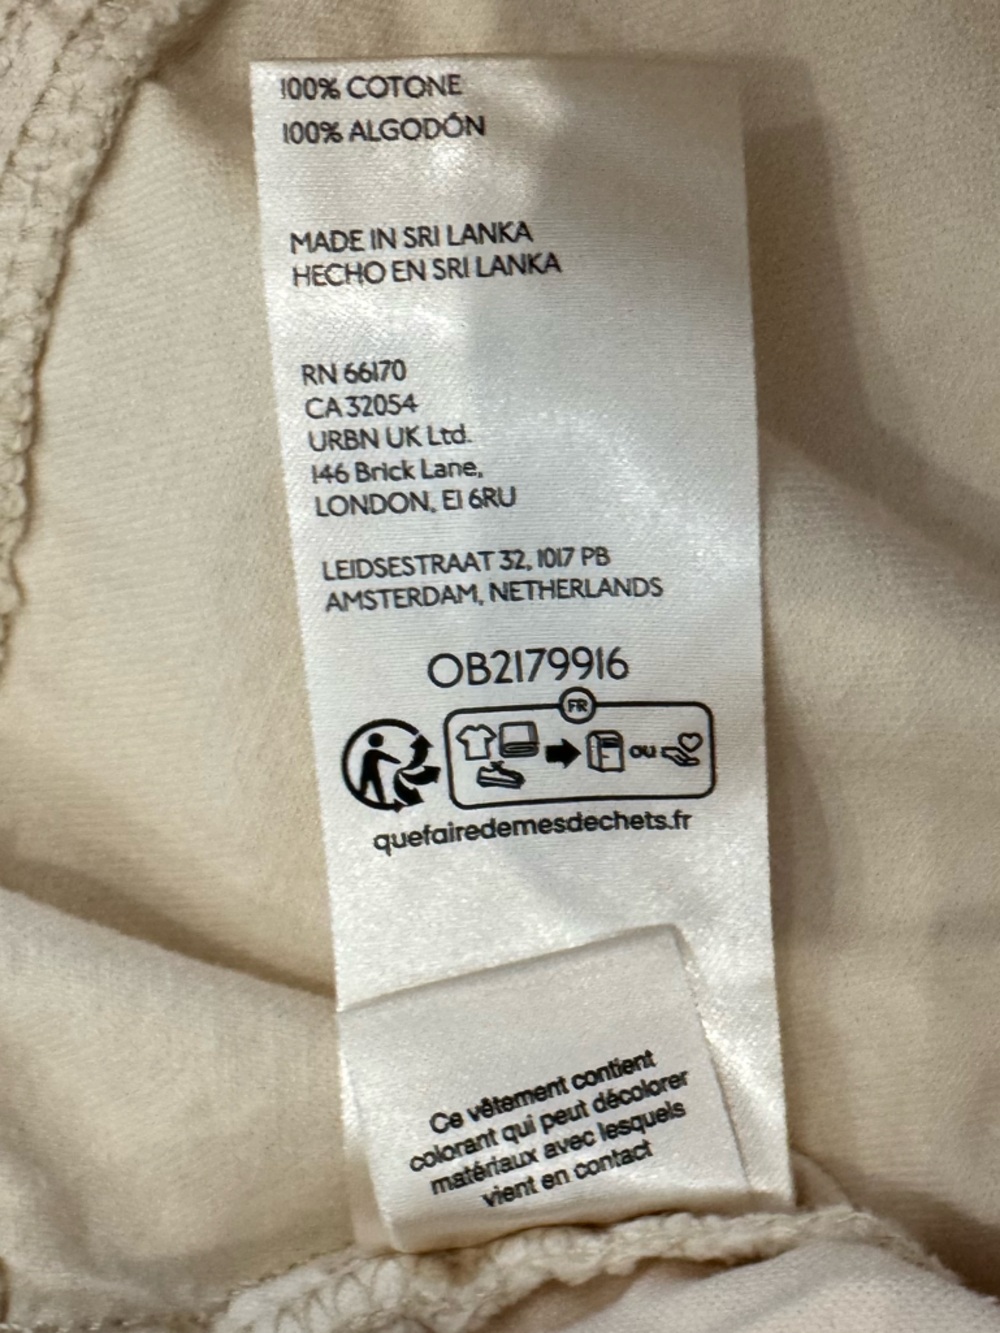 100% COTONE
100% ALGODÓN
MADE IN SRI LANKA
HECHO EN SRI LANKA
RN 66170
CA 32054
URBN UK Ltd.
146 Brick Lane,
LONDON, E1 6RU
LEIDSESTRAAT 32, 1017 PB
AMSTERDAM, NETHERLANDS
OB2179916
FR
ou
quefairedemesdechets.fr
Ce vêtement contient
colorant qui peut décolorer
matériaux avec lesquels
vient en contact